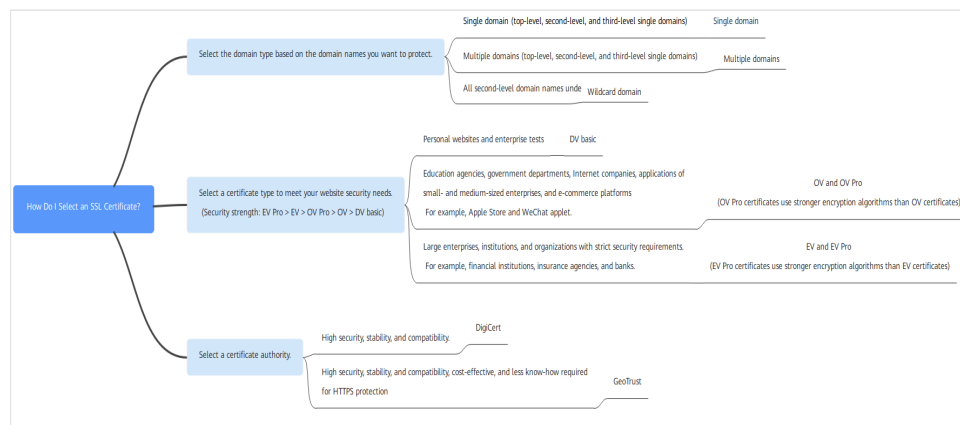 How Do I Select an SSL Certificate?
Select the domain type based on the domain names you want to protect.
Single domain (top-level, second-level, and third-level single domains)
Single domain
Multiple domains (top-level, second-level, and third-level single domains)
Multiple domains
All second-level domain names unde
Wildcard domain
Select a certificate type to meet your website security needs.
(Security strength: EV Pro > EV > OV Pro > OV > DV basic)
Personal websites and enterprise tests
DV basic
Education agencies, government departments, Internet companies, applications of
small- and medium-sized enterprises, and e-commerce platforms
For example, Apple Store and WeChat applet.
OV and OV Pro
(OV Pro certificates use stronger encryption algorithms than OV certificates)
Large enterprises, institutions, and organizations with strict security requirements.
For example, financial institutions, insurance agencies, and banks.
EV and EV Pro
(EV Pro certificates use stronger encryption algorithms than EV certificates)
Select a certificate authority.
High security, stability, and compatibility.
DigiCert
High security, stability, and compatibility, cost-effective, and less know-how required
for HTTPS protection
GeoTrust